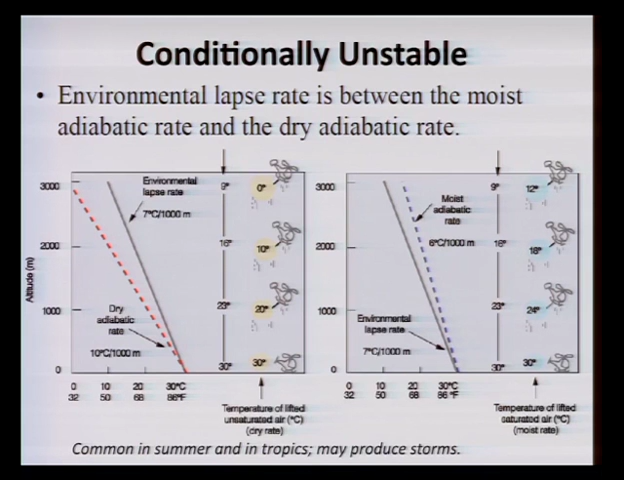 Conditionally Unstable
• Environmental lapse rate is between the moist
adiabatic rate and the dry adiabatic rate.
Altitude (m)
3000
2000
1000
0
Environmental
lapse rate
7°C/1000 m
Dry
adiabatic
rate
10°C/1000 m
9°
16°
23°
30°
0°
10°
20°
30°
0 10 20 30°C
32 50 68 86°F
Temperature of lifted
unsaturated air (°C)
(dry rate)
3000
2000
1000
0
Moist
adiabatic
rate
6°C/1000 m
Environmental
lapse rate
7°C/1000 m
9°
16°
23°
30°
12°
18°
24°
30°
0 10 20 30°C
32 50 68 86°F
Temperature of lifted
saturated air (°C)
(moist rate)
Common in summer and in tropics; may produce storms.